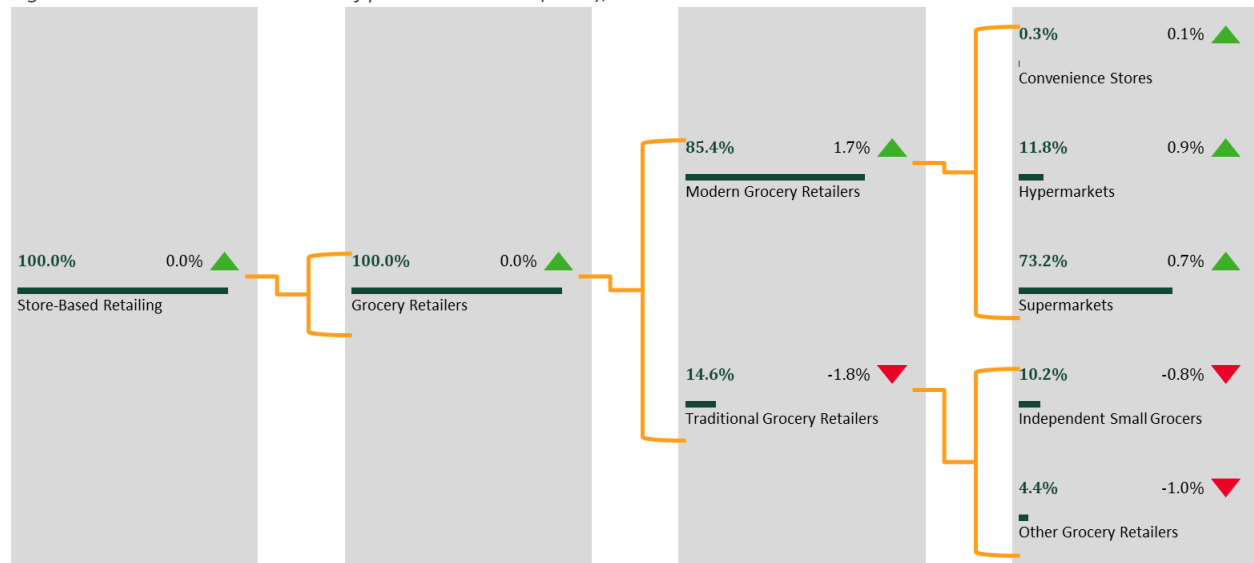 100.0% 0.0%
Store-Based Retailing
100.0% 0.0%
Grocery Retailers
85.4% 1.7%
Modern Grocery Retailers
14.6% -1.8%
Traditional Grocery Retailers
0.3% 0.1%
Convenience Stores
11.8% 0.9%
Hypermarkets
73.2% 0.7%
Supermarkets
10.2% -0.8%
Independent Small Grocers
4.4% -1.0%
Other Grocery Retailers